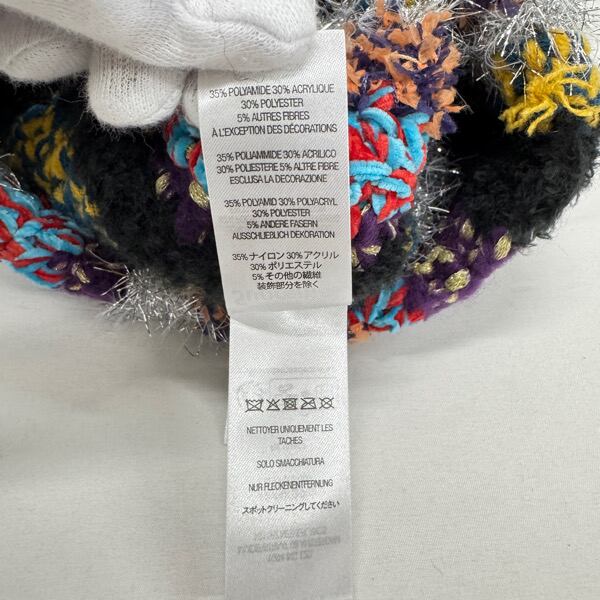 35% POLYAMIDE 30% ACRYLIQUE
30% POLYESTER
5% AUTRES FIBRES
À L'EXCEPTION DES DÉCORATIONS
35% POLIAMMIDE 30% ACRILICO
30% POLIESTERE 5% ALTRE FIBRE
ESCLUSA LA DECORAZIONE
35% POLYAMID 30% POLYACRYL
30% POLYESTER
5% ANDERE FASERN
AUSSCHLIEBLICH DEKORATION
35% ナイロン 30% アクリル
30% ポリエステル
5% その他の繊維
装飾部分を除く
NETTOYER UNIQUEMENT LES
TACHES
SOLO SMACCHIATURA
NUR FLECKENENTFERNUNG
スポットクリーニングしてください